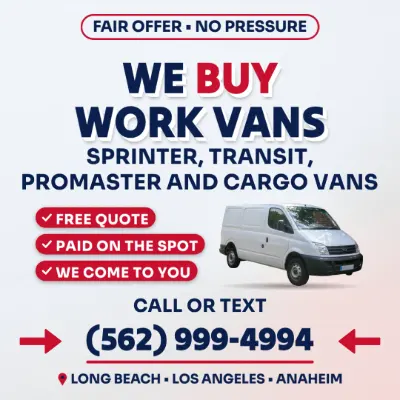 FAIR OFFER • NO PRESSURE
WE BUY
WORK VANS
SPRINTER, TRANSIT,
PROMASTER AND CARGO VANS
FREE QUOTE
PAID ON THE SPOT
WE COME TO YOU
CALL OR TEXT
(562) 999-4994
LONG BEACH • LOS ANGELES • ANAHEIM